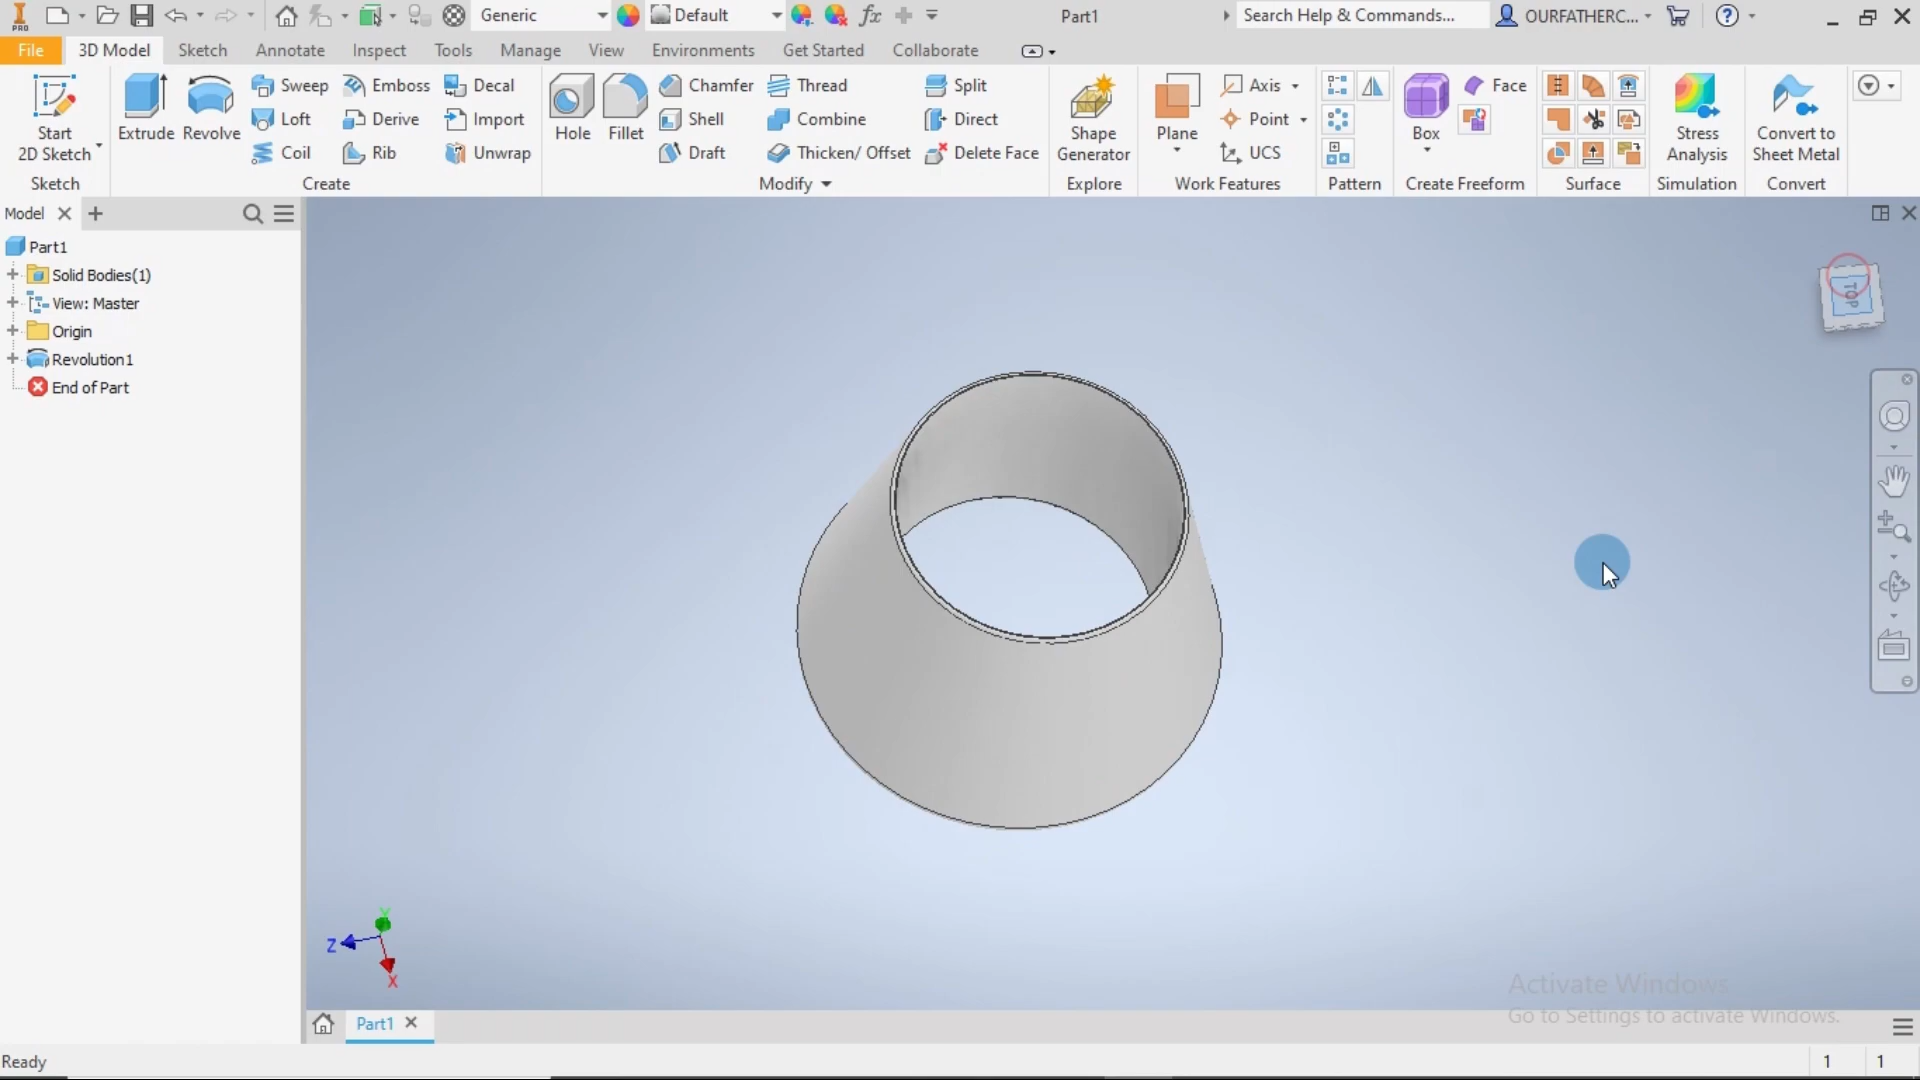 PRO
Generic
Default
Part1
Search Help & Commands...
OURFATHERC...
File
3D Model
Sketch
Annotate
Inspect
Tools
Manage
View
Environments
Get Started
Collaborate
Start
2D Sketch
Sketch
Extrude
Revolve
Sweep
Loft
Coil
Emboss
Derive
Rib
Decal
Import
Unwrap
Create
Hole
Fillet
Chamfer
Shell
Draft
Thread
Combine
Thicken/ Offset
Split
Direct
Delete Face
Modify
Shape
Generator
Explore
Plane
Axis
Point
UCS
Work Features
Pattern
Box
Face
Create Freeform
Surface
Stress
Analysis
Simulation
Convert to
Sheet Metal
Convert
Model
Part1
Solid Bodies(1)
View: Master
Origin
Revolution1
End of Part
TOP
Y
Z
X
Activate Windows
Go to Settings to activate Windows.
Part1
Ready
1
1